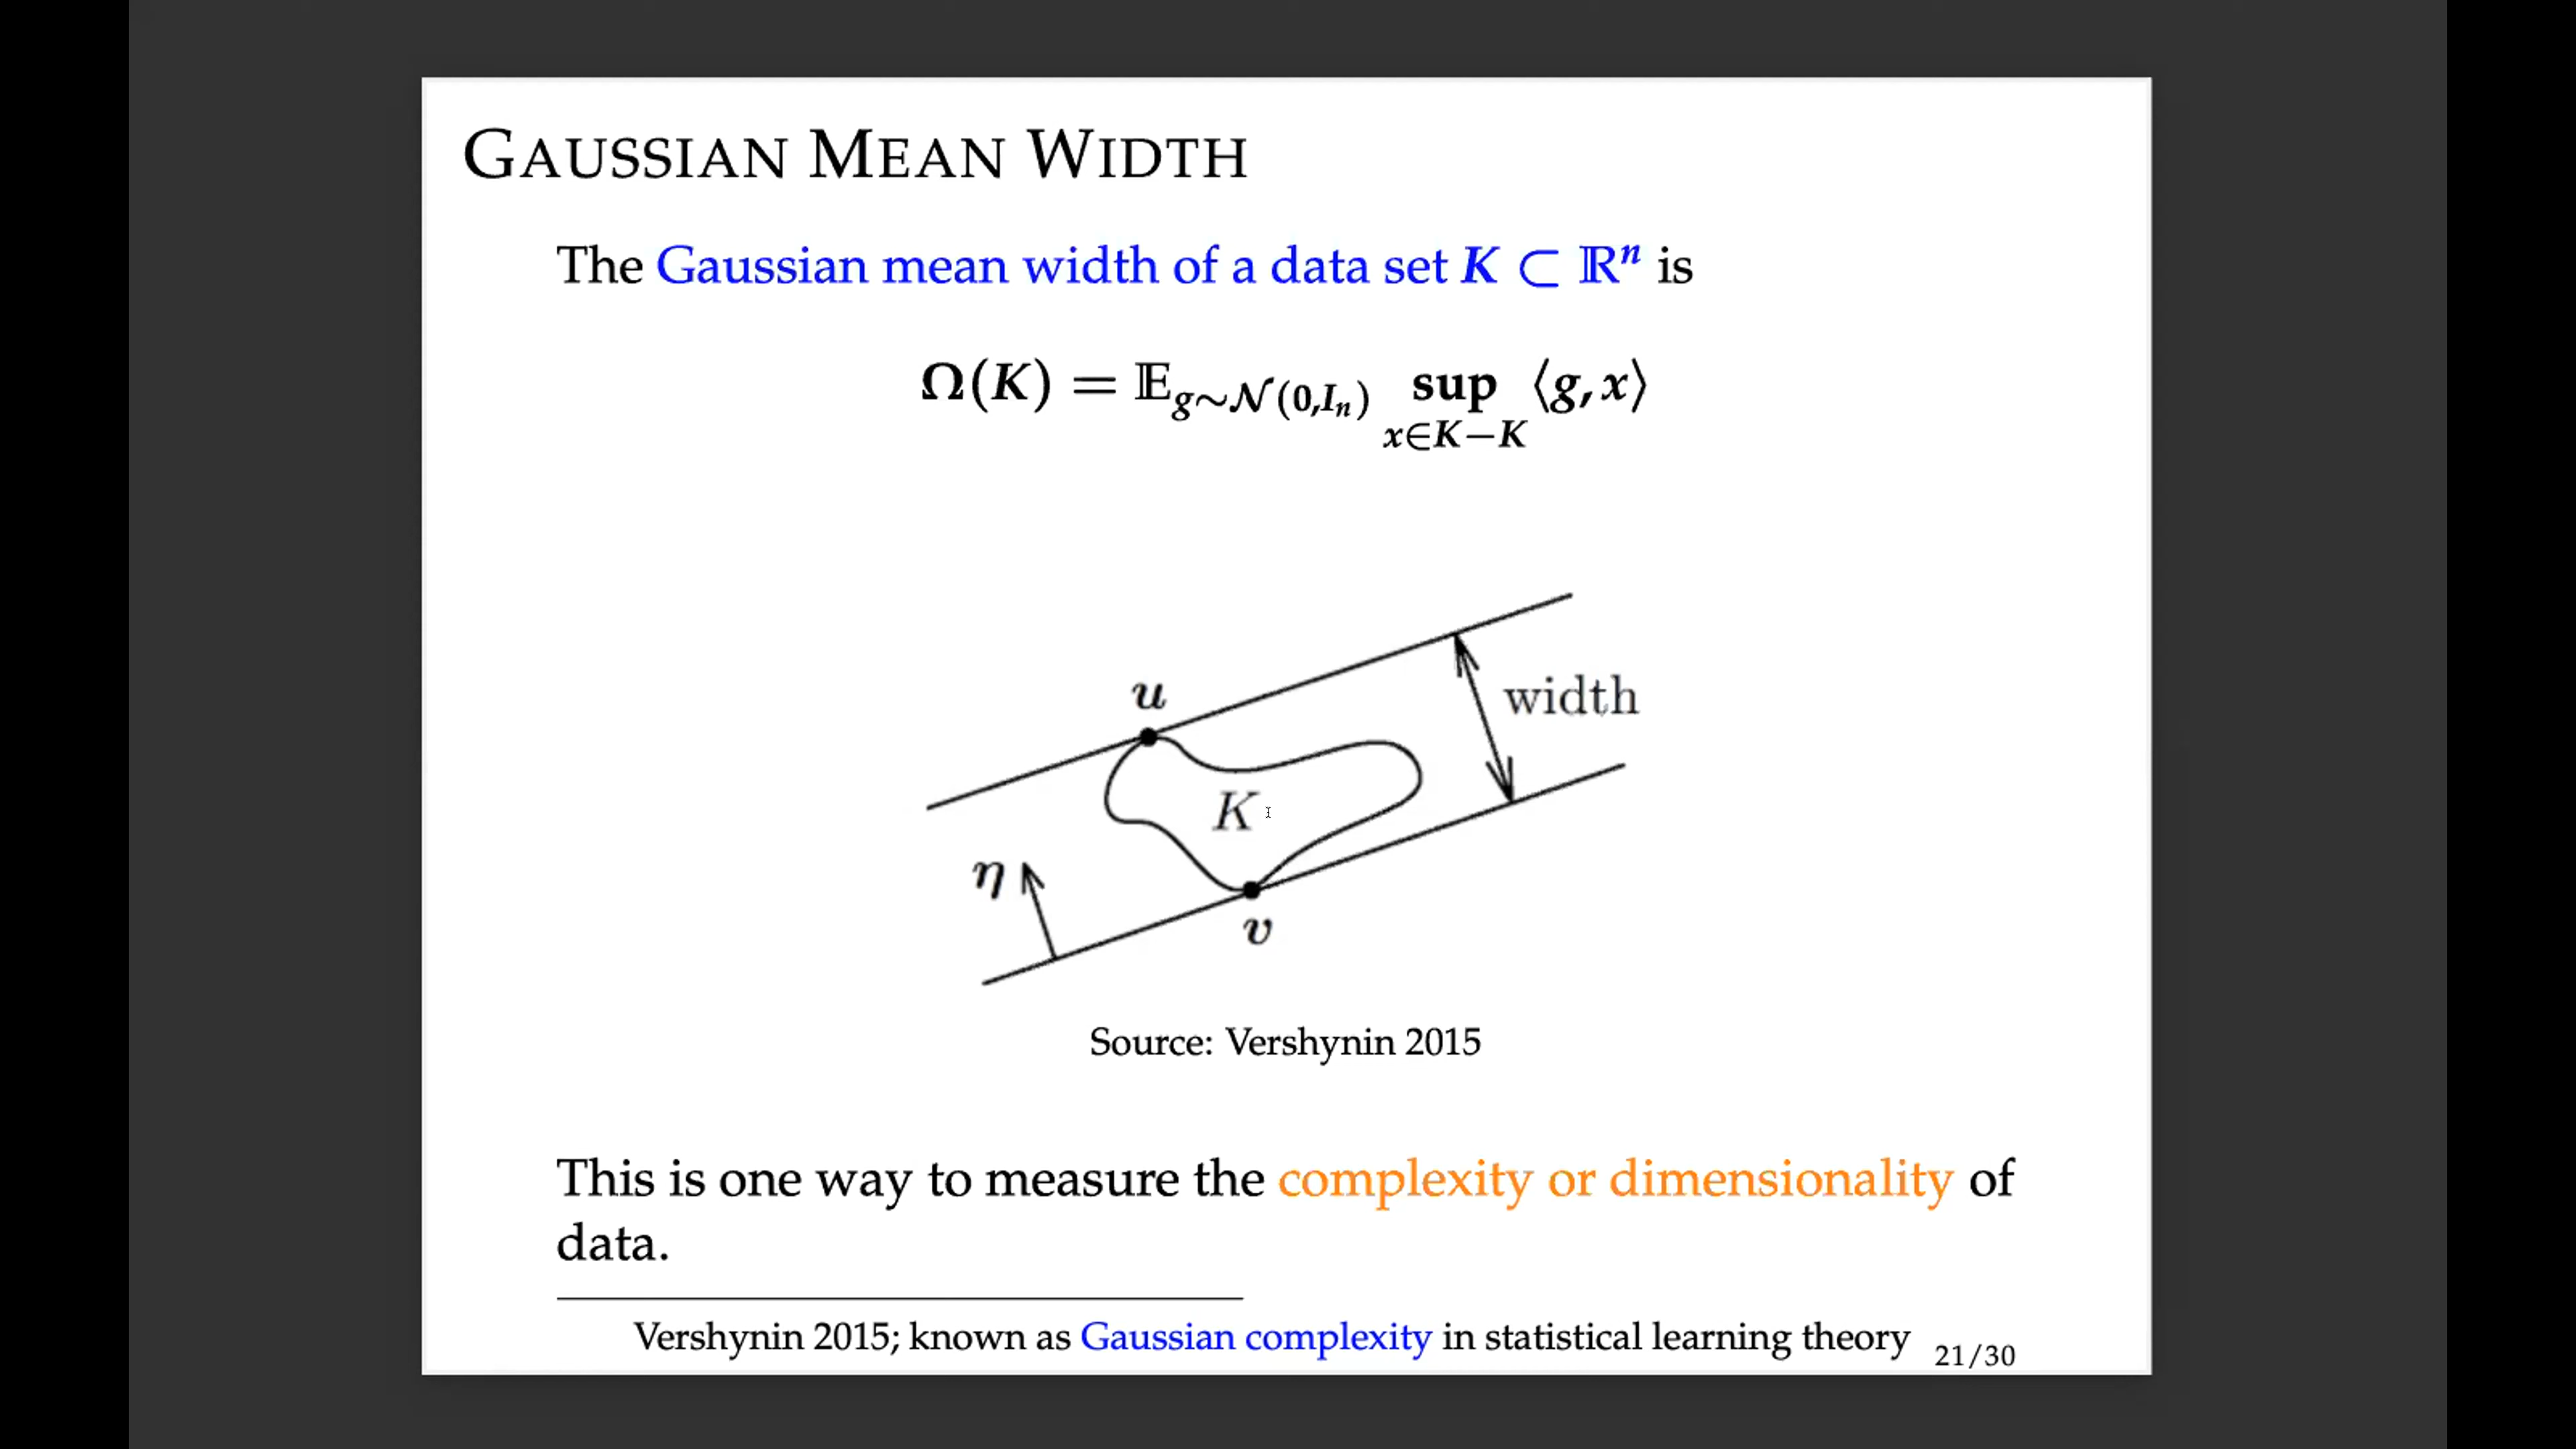 GAUSSIAN MEAN WIDTH
The Gaussian mean width of a data set K ⊂ ℝⁿ is
Ω(K) = 𝔼_{g∼𝒩(0,Iₙ)} sup_{x∈K−K} ⟨g, x⟩
u
width
K
η
v
Source: Vershynin 2015
This is one way to measure the complexity or dimensionality of
data.
Vershynin 2015; known as Gaussian complexity in statistical learning theory
21/30